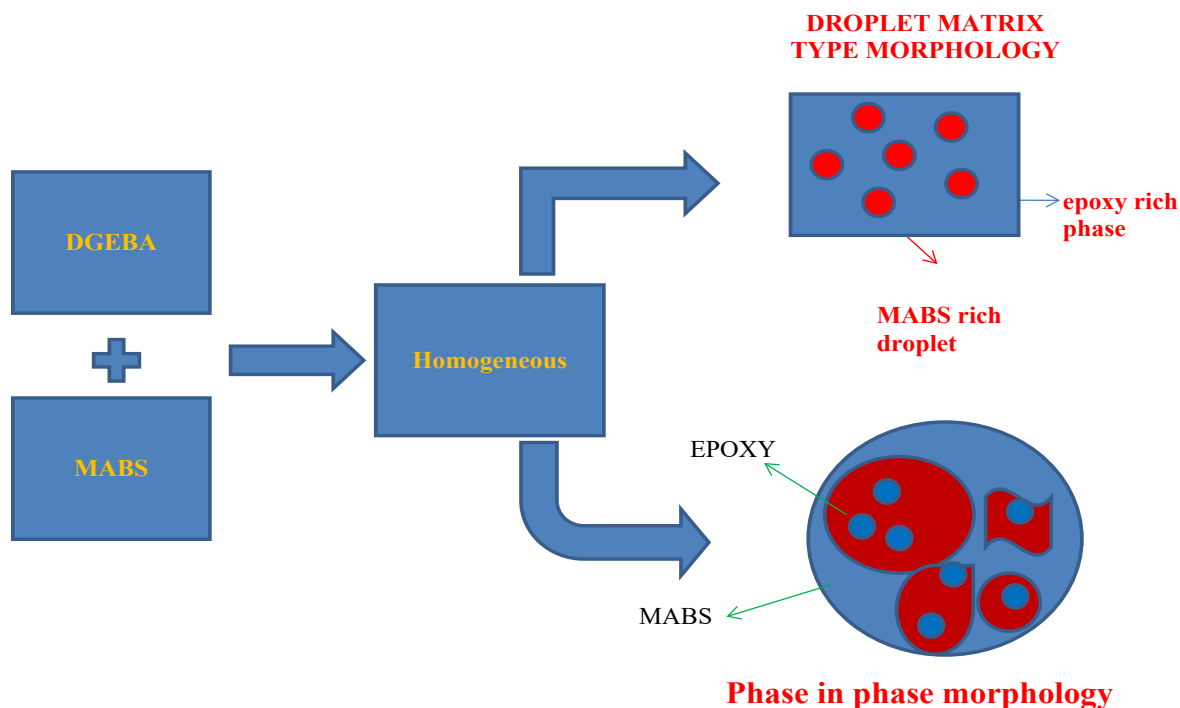 DROPLET MATRIX
TYPE MORPHOLOGY
DGEBA
epoxy rich
phase
MABS rich
droplet
Homogeneous
MABS
EPOXY
MABS
Phase in phase morphology